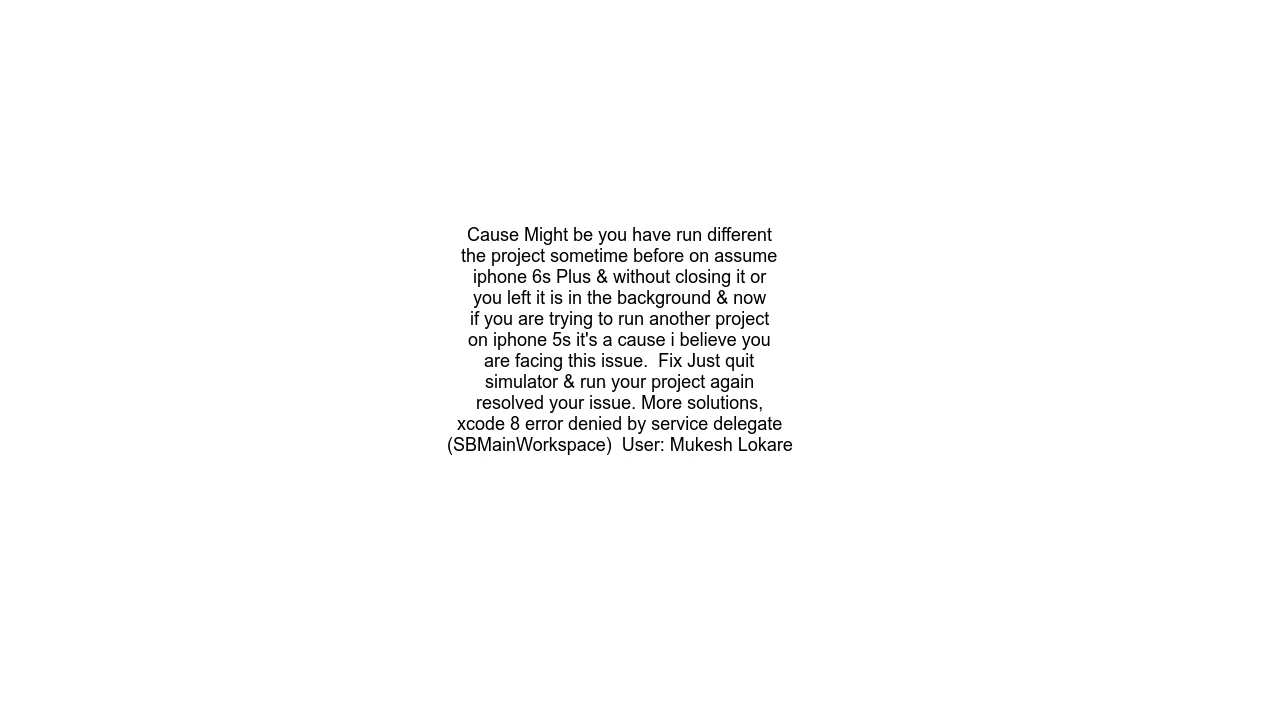 Cause Might be you have run different
the project sometime before on assume
iphone 6s Plus & without closing it or
you left it is in the background & now
if you are trying to run another project
on iphone 5s it's a cause i believe you
are facing this issue.  Fix Just quit
simulator & run your project again
resolved your issue. More solutions,
xcode 8 error denied by service delegate
(SBMainWorkspace)  User: Mukesh Lokare